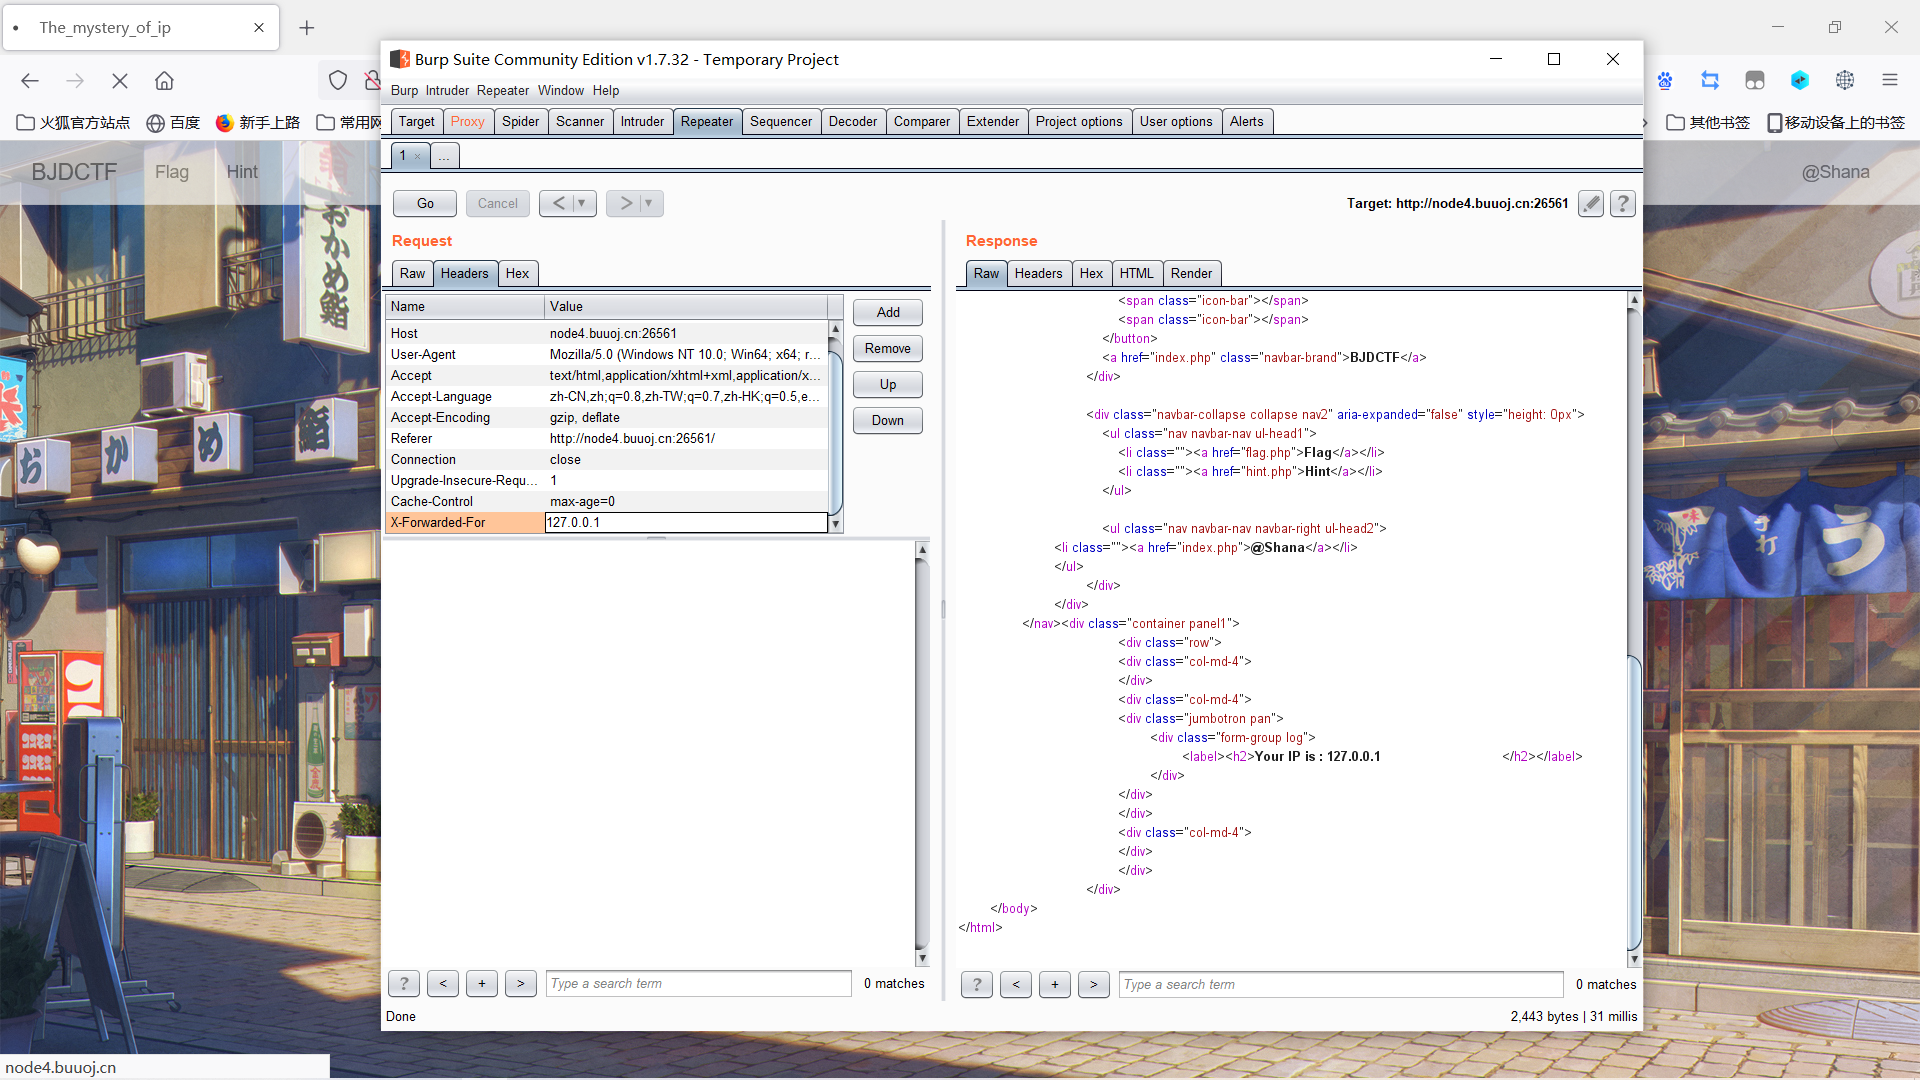 The_mystery_of_ip
Burp Suite Community Edition v1.7.32 - Temporary Project
Burp Intruder Repeater Window Help
火狐官方站点 百度 新手上路 常用网
其他书签 移动设备上的书签
Target Proxy Spider Scanner Intruder Repeater Sequencer Decoder Comparer Extender Project options User options Alerts
1 × ...
BJDCTF Flag Hint
@Shana
Go Cancel < ▼ > ▼
Target: http://node4.buuoj.cn:26561
?
Request
Raw Headers Hex
Name Value
Host node4.buuoj.cn:26561
User-Agent Mozilla/5.0 (Windows NT 10.0; Win64; x64; r...
Accept text/html,application/xhtml+xml,application/x...
Accept-Language zh-CN,zh;q=0.8,zh-TW;q=0.7,zh-HK;q=0.5,e...
Accept-Encoding gzip, deflate
Referer http://node4.buuoj.cn:26561/
Connection close
Upgrade-Insecure-Requ... 1
Cache-Control max-age=0
X-Forwarded-For 127.0.0.1
Add
Remove
Up
Down
? < + > Type a search term 0 matches
Done
Response
Raw Headers Hex HTML Render
<span class="icon-bar"></span>
<span class="icon-bar"></span>
</button>
<a href="index.php" class="navbar-brand">BJDCTF</a>
</div>
<div class="navbar-collapse collapse nav2" aria-expanded="false" style="height: 0px">
<ul class="nav navbar-nav ul-head1">
<li class=""><a href="flag.php">Flag</a></li>
<li class=""><a href="hint.php">Hint</a></li>
</ul>
<ul class="nav navbar-nav navbar-right ul-head2">
<li class=""><a href="index.php">@Shana</a></li>
</ul>
</div>
</div>
</nav><div class="container panel1">
<div class="row">
<div class="col-md-4">
</div>
<div class="col-md-4">
<div class="jumbotron pan">
<div class="form-group log">
<label><h2>Your IP is : 127.0.0.1 </h2></label>
</div>
</div>
</div>
<div class="col-md-4">
</div>
</div>
</div>
</body>
</html>
? < + > Type a search term 0 matches
2,443 bytes | 31 millis
おかめ鮨
おかめ鮨
手打
う
node4.buuoj.cn